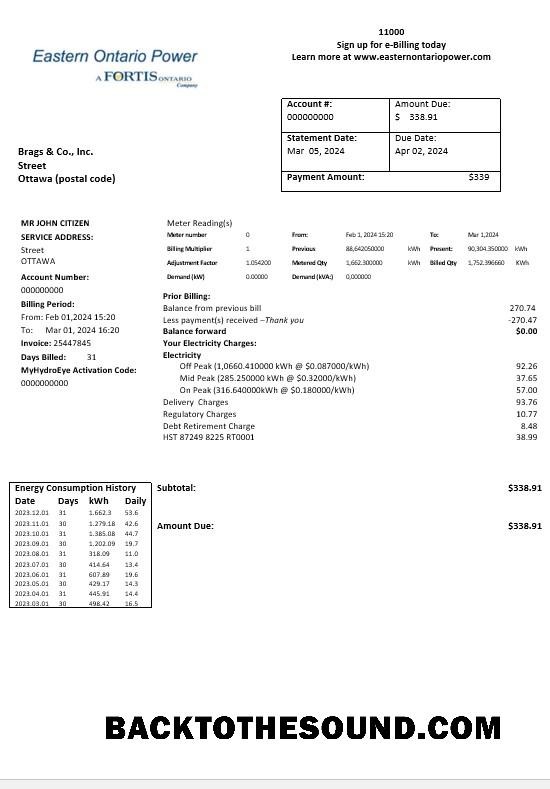 11000
Sign up for e-Billing today
Learn more at www.easternontariopower.com
Eastern Ontario Power
A FORTIS ONTARIO
Company
Account #: Amount Due:
000000000 $ 338.91
Statement Date: Due Date:
Mar 05, 2024 Apr 02, 2024
Payment Amount: $339
Brags & Co., Inc.
Street
Ottawa (postal code)
MR JOHN CITIZEN
SERVICE ADDRESS:
Street
OTTAWA
Account Number:
000000000
Billing Period:
From: Feb 01,2024 15:20
To: Mar 01, 2024 16:20
Invoice: 25447845
Days Billed: 31
MyHydroEye Activation Code:
0000000000
Meter Reading(s)
Meter number 0 From: Feb 1, 2024 15:20 To: Mar 1,2024
Billing Multiplier 1 Previous 88,642050000 kWh Present: 90,304.350000 kWh
Adjustment Factor 1.054200 Metered Qty 1,662.300000 kWh Billed Qty 1,752.396660 KWh
Demand (kW) 0.00000 Demand (kVA:) 0,000000
Prior Billing:
Balance from previous bill 270.74
Less payment(s) received –Thank you -270.47
Balance forward $0.00
Your Electricity Charges:
Electricity
Off Peak (1,0660.410000 kWh @ $0.087000/kWh) 92.26
Mid Peak (285.250000 kWh @ $0.32000/kWh) 37.65
On Peak (316.640000kWh @ $0.180000/kWh) 57.00
Delivery Charges 93.76
Regulatory Charges 10.77
Debt Retirement Charge 8.48
HST 87249 8225 RT0001 38.99
Energy Consumption History
Date Days kWh Daily
2023.12.01 31 1.662.3 53.6
2023.11.01 30 1.279.18 42.6
2023.10.01 31 1.385.08 44.7
2023.09.01 30 1,202.09 19.7
2023.08.01 31 318.09 11.0
2023.07.01 30 414.64 13.4
2023.06.01 31 607.89 19.6
2023.05.01 30 429.17 14.3
2023.04.01 31 445.91 14.4
2023.03.01 30 498.42 16.5
Subtotal: $338.91
Amount Due: $338.91
BACKTOTHESOUND.COM